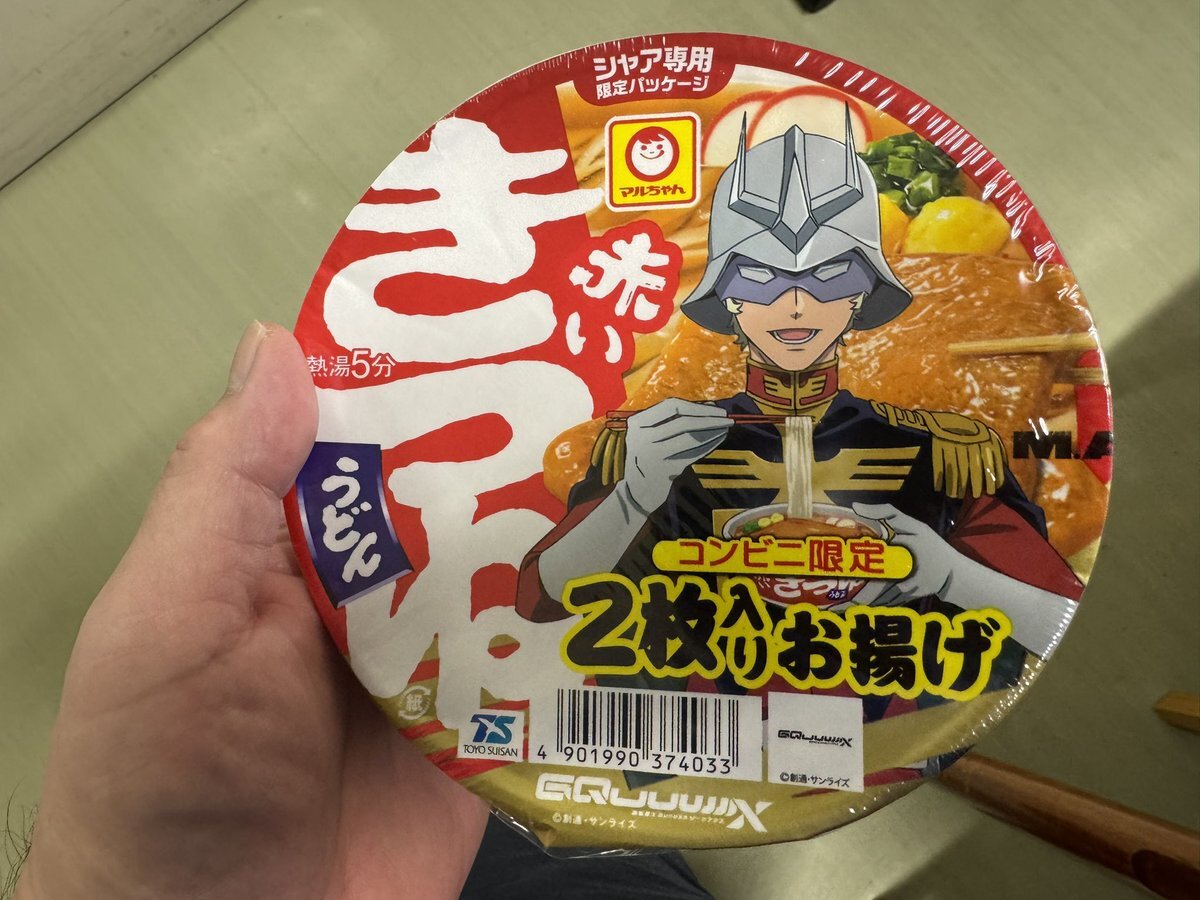 シャア専用
限定パッケージ
マルちゃん
赤い
きつね
熱湯5分
うどん
コンビニ限定
2枚入りお揚げ
紙
TS
TOYO SUISAN
4 901990 374033
GQuuuuuuX
©創通・サンライズ
GQuuuuuuX
©創通・サンライズ